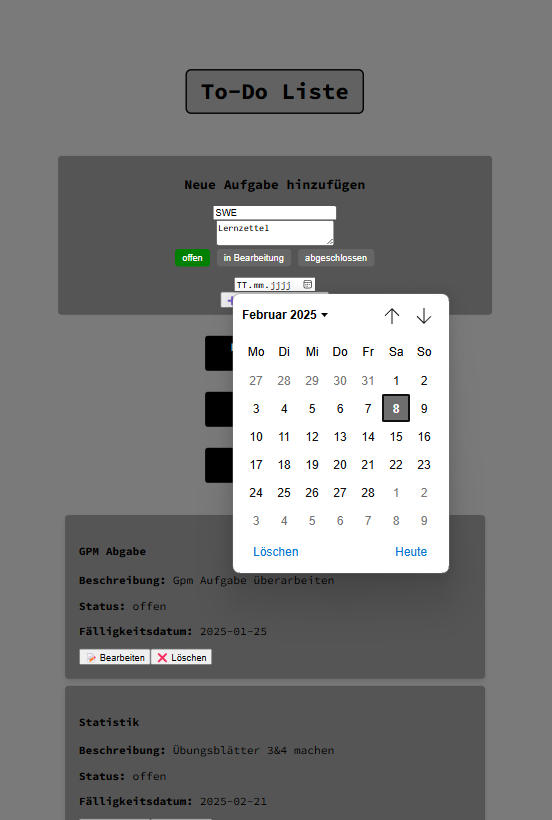 To-Do Liste
Neue Aufgabe hinzufügen
SWE
Lernzettel
offen in Bearbeitung abgeschlossen
TT.mm.jjjj
Februar 2025
Mo Di Mi Do Fr Sa So
27 28 29 30 31 1 2
3 4 5 6 7 8 9
10 11 12 13 14 15 16
17 18 19 20 21 22 23
24 25 26 27 28 1 2
3 4 5 6 7 8 9
Löschen Heute
GPM Abgabe
Beschreibung: Gpm Aufgabe überarbeiten
Status: offen
Fälligkeitsdatum: 2025-01-25
Bearbeiten Löschen
Statistik
Beschreibung: Übungsblätter 3&4 machen
Status: offen
Fälligkeitsdatum: 2025-02-21